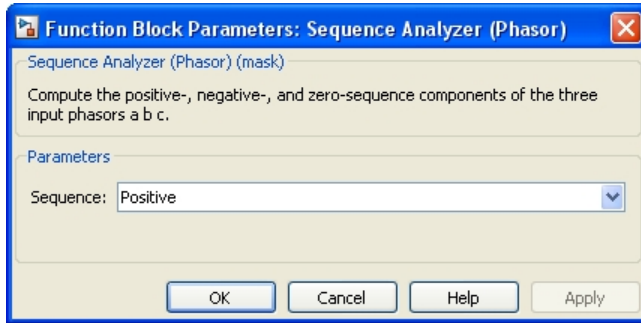 Function Block Parameters: Sequence Analyzer (Phasor)
Sequence Analyzer (Phasor) (mask)
Compute the positive-, negative-, and zero-sequence components of the three
input phasors a b c.
Parameters
Sequence: Positive
OK Cancel Help Apply